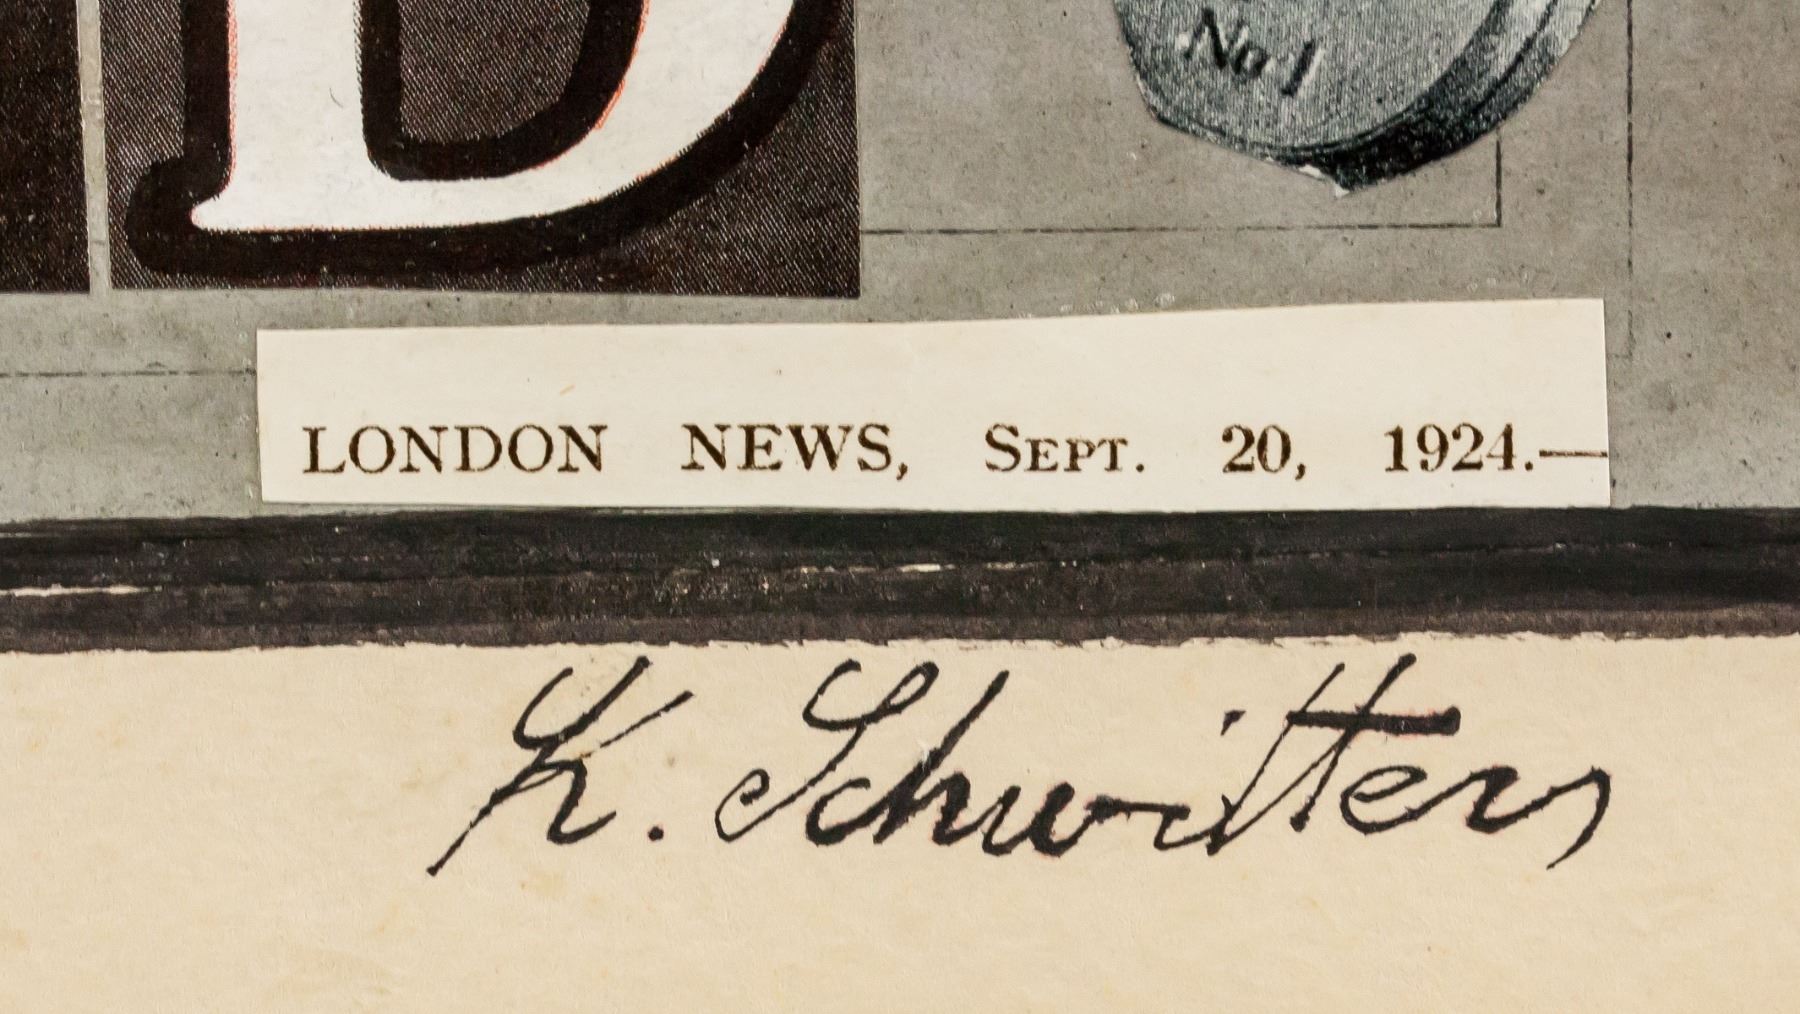 D
No 1
LONDON NEWS, SEPT. 20, 1924.—
K. Schwitters